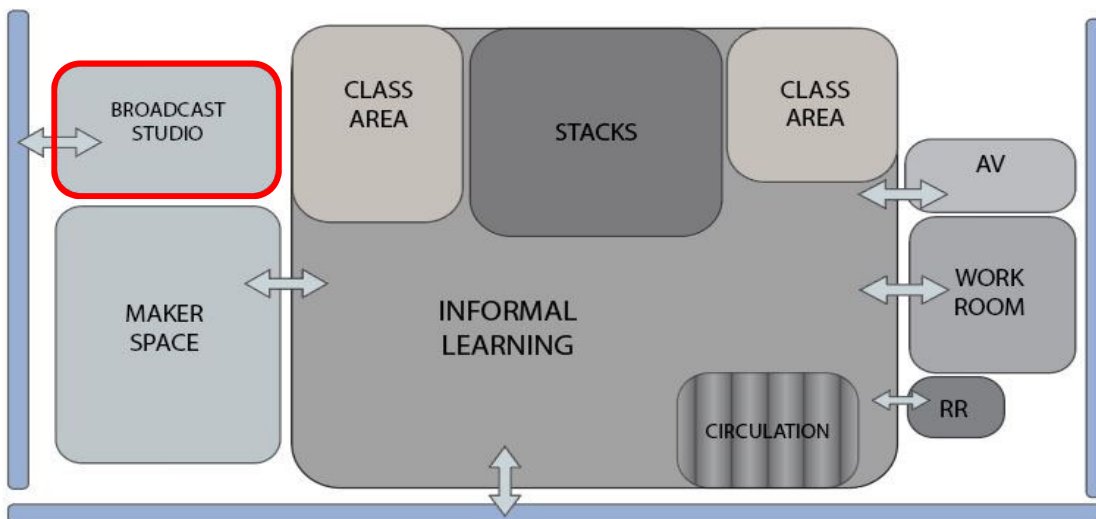 BROADCAST
STUDIO
CLASS
AREA
STACKS
CLASS
AREA
AV
MAKER
SPACE
INFORMAL
LEARNING
WORK
ROOM
CIRCULATION
RR